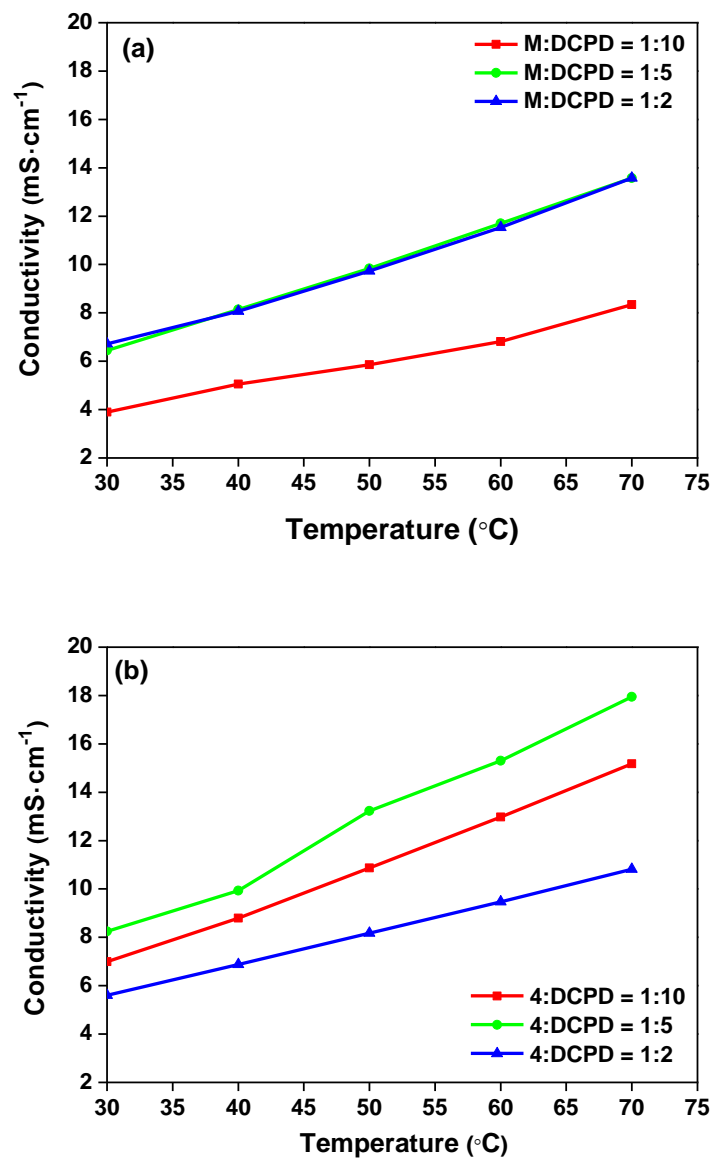 (a)
M:DCPD = 1:10
M:DCPD = 1:5
M:DCPD = 1:2
20
18
16
14
12
10
8
6
4
2
Conductivity (mS·cm⁻¹)
30 35 40 45 50 55 60 65 70 75
Temperature (°C)
(b)
20
18
16
14
12
10
8
6
4
2
Conductivity (mS·cm⁻¹)
4:DCPD = 1:10
4:DCPD = 1:5
4:DCPD = 1:2
30 35 40 45 50 55 60 65 70 75
Temperature (°C)